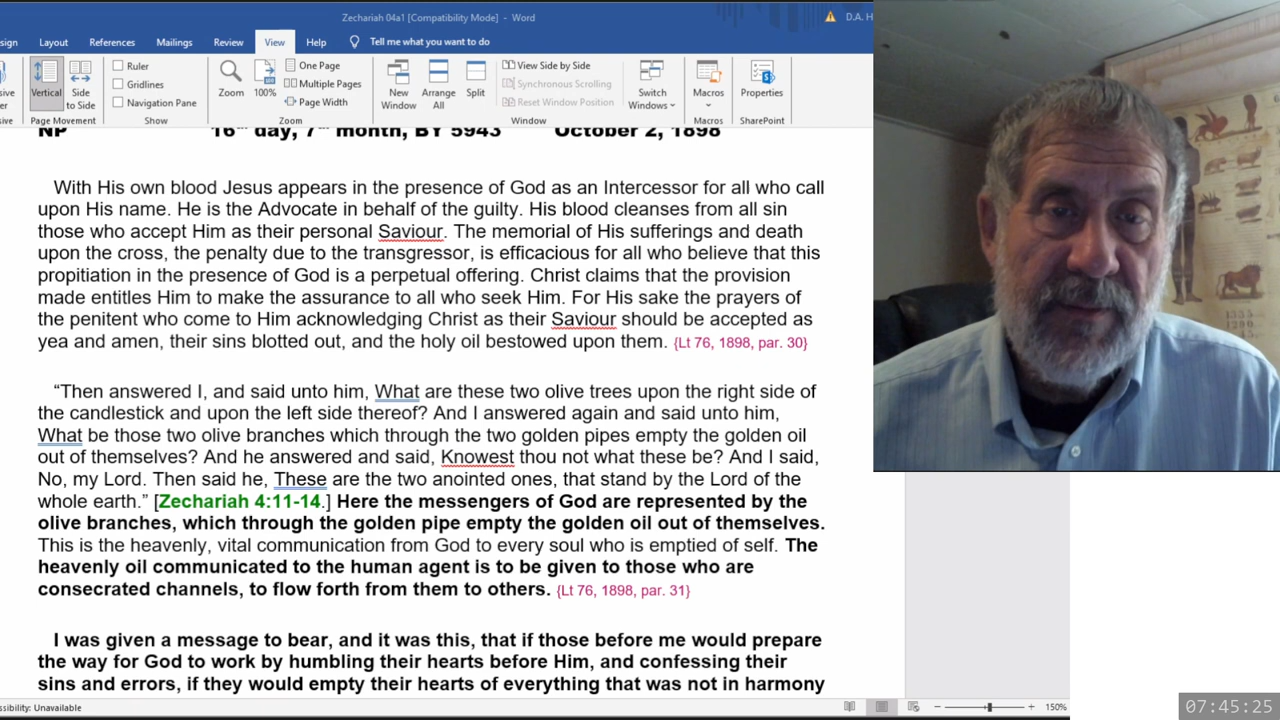 Zechariah 04a1 [Compatibility Mode] - Word
D.A. H
sign Layout References Mailings Review View Help Tell me what you want to do
Vertical
Side to Side
Page Movement
Ruler
Gridlines
Navigation Pane
Show
Zoom
100%
One Page
Multiple Pages
Page Width
Zoom
New Window
Arrange All
Split
View Side by Side
Synchronous Scrolling
Reset Window Position
Window
Switch Windows
Macros
Macros
Properties
SharePoint
NP 16th day, 7th month, BY 5943 October 2, 1898
With His own blood Jesus appears in the presence of God as an Intercessor for all who call
upon His name. He is the Advocate in behalf of the guilty. His blood cleanses from all sin
those who accept Him as their personal Saviour. The memorial of His sufferings and death
upon the cross, the penalty due to the transgressor, is efficacious for all who believe that this
propitiation in the presence of God is a perpetual offering. Christ claims that the provision
made entitles Him to make the assurance to all who seek Him. For His sake the prayers of
the penitent who come to Him acknowledging Christ as their Saviour should be accepted as
yea and amen, their sins blotted out, and the holy oil bestowed upon them. {Lt 76, 1898, par. 30}
“Then answered I, and said unto him, What are these two olive trees upon the right side of
the candlestick and upon the left side thereof? And I answered again and said unto him,
What be those two olive branches which through the two golden pipes empty the golden oil
out of themselves? And he answered and said, Knowest thou not what these be? And I said,
No, my Lord. Then said he, These are the two anointed ones, that stand by the Lord of the
whole earth.” [Zechariah 4:11-14.] Here the messengers of God are represented by the
olive branches, which through the golden pipe empty the golden oil out of themselves.
This is the heavenly, vital communication from God to every soul who is emptied of self. The
heavenly oil communicated to the human agent is to be given to those who are
consecrated channels, to flow forth from them to others. {Lt 76, 1898, par. 31}
I was given a message to bear, and it was this, that if those before me would prepare
the way for God to work by humbling their hearts before Him, and confessing their
sins and errors, if they would empty their hearts of everything that was not in harmony
ssibility: Unavailable
150%
07:45:25